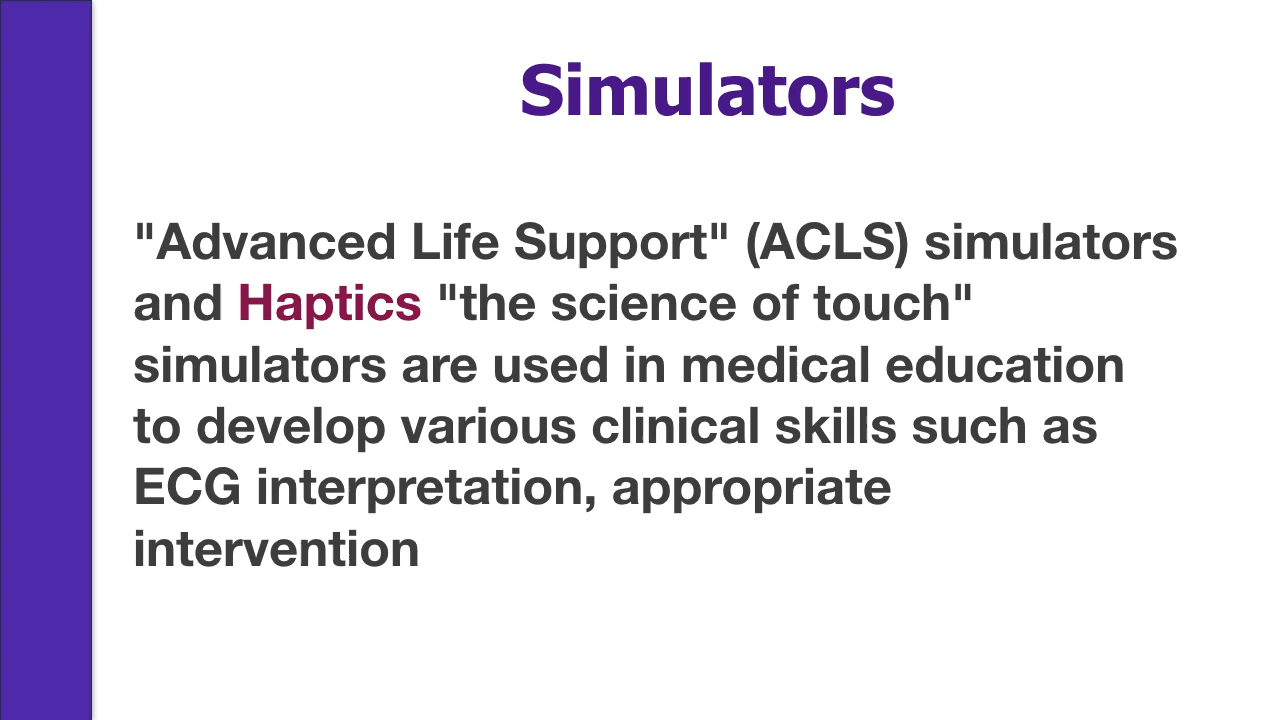 Simulators
"Advanced Life Support" (ACLS) simulators
and Haptics "the science of touch"
simulators are used in medical education
to develop various clinical skills such as
ECG interpretation, appropriate
intervention